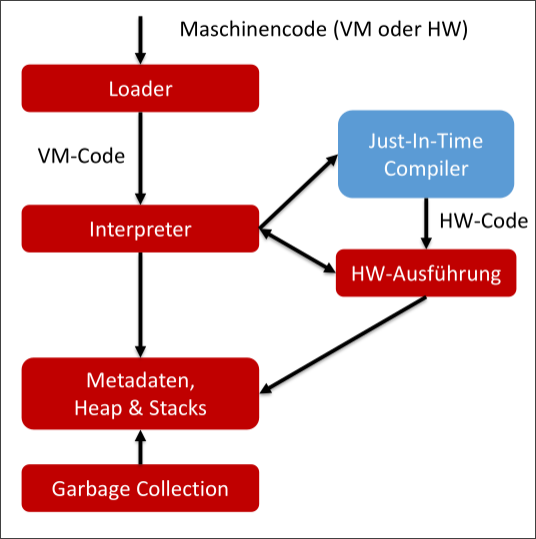 Maschinencode (VM oder HW)
Loader
VM-Code
Just-In-Time
Compiler
Interpreter
HW-Code
HW-Ausführung
Metadaten,
Heap & Stacks
Garbage Collection